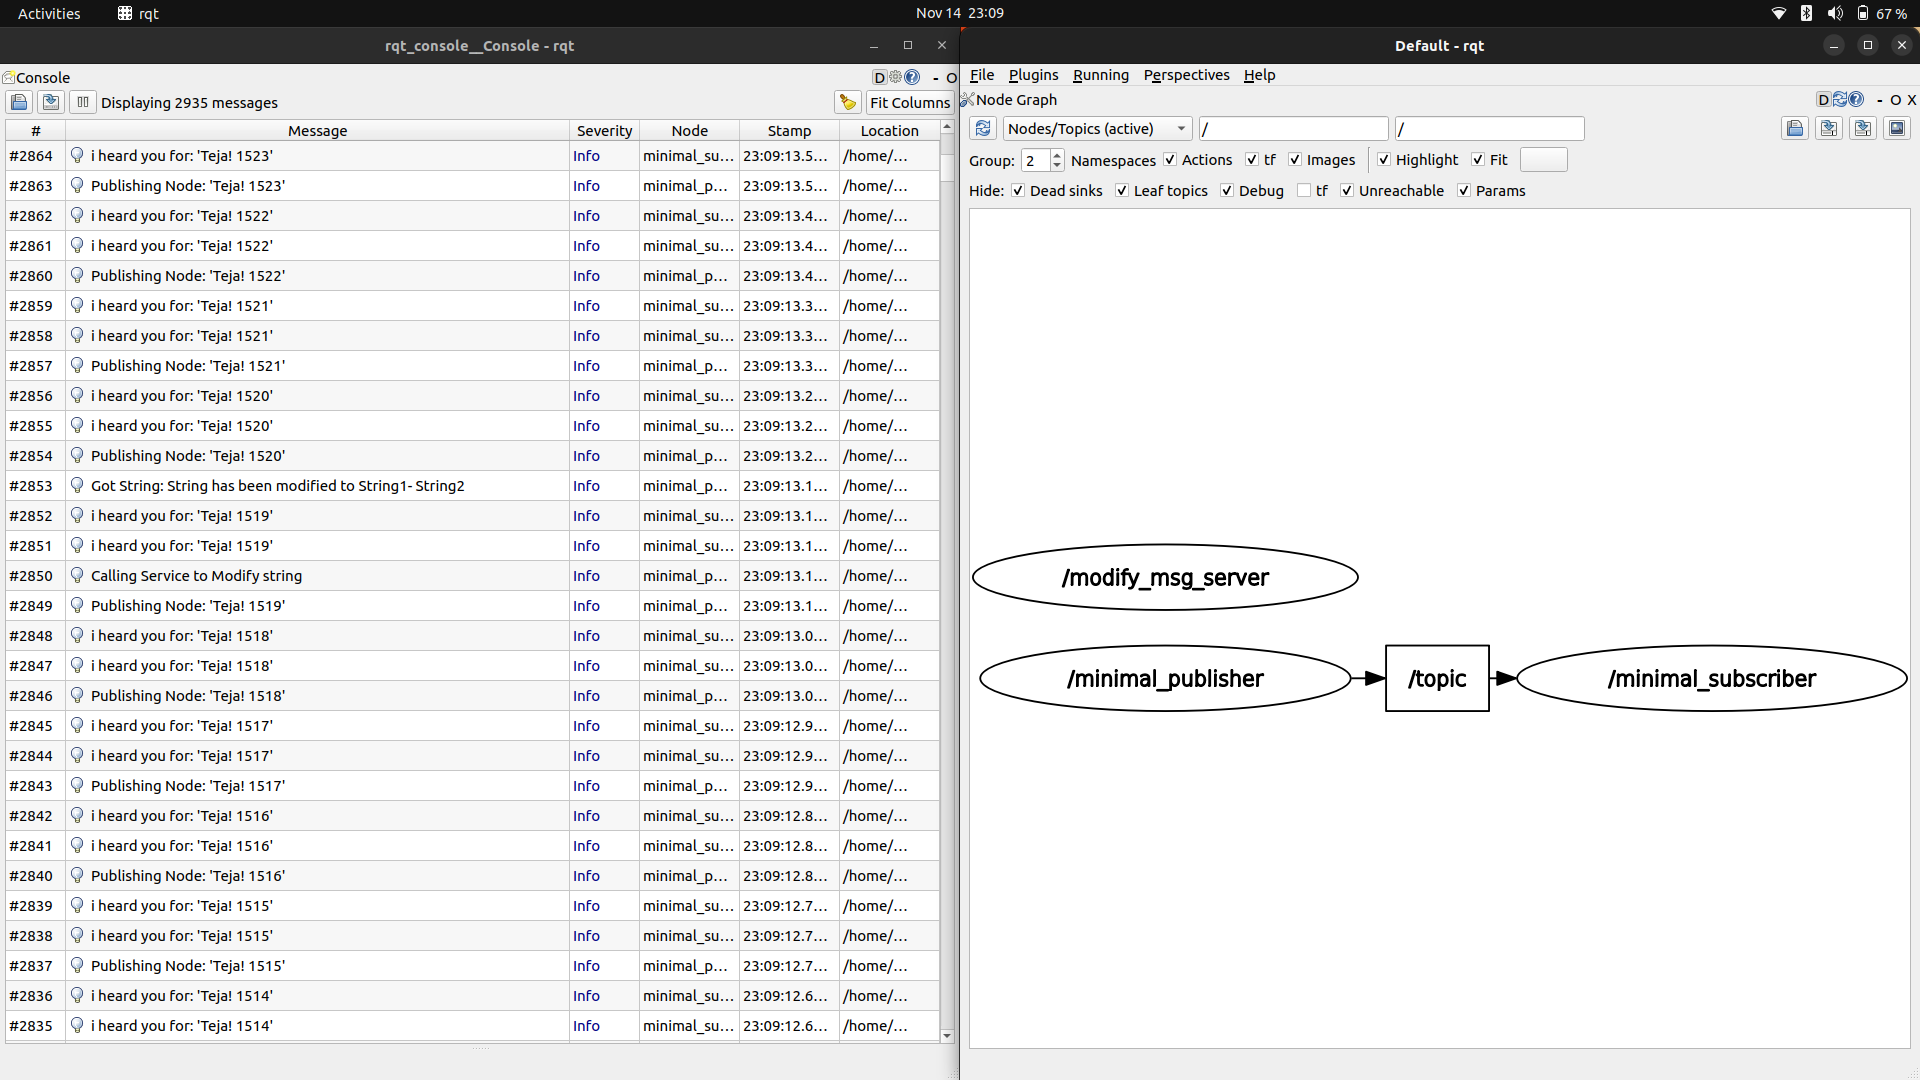 Activities rqt Nov 14 23:09 67 %
rqt_console__Console - rqt
Console D - O
Displaying 2935 messages Fit Columns
# Message Severity Node Stamp Location
#2864 i heard you for: 'Teja! 1523' Info minimal_su... 23:09:13.5... /home/...
#2863 Publishing Node: 'Teja! 1523' Info minimal_p... 23:09:13.5... /home/...
#2862 i heard you for: 'Teja! 1522' Info minimal_su... 23:09:13.4... /home/...
#2861 i heard you for: 'Teja! 1522' Info minimal_su... 23:09:13.4... /home/...
#2860 Publishing Node: 'Teja! 1522' Info minimal_p... 23:09:13.4... /home/...
#2859 i heard you for: 'Teja! 1521' Info minimal_su... 23:09:13.3... /home/...
#2858 i heard you for: 'Teja! 1521' Info minimal_su... 23:09:13.3... /home/...
#2857 Publishing Node: 'Teja! 1521' Info minimal_p... 23:09:13.3... /home/...
#2856 i heard you for: 'Teja! 1520' Info minimal_su... 23:09:13.2... /home/...
#2855 i heard you for: 'Teja! 1520' Info minimal_su... 23:09:13.2... /home/...
#2854 Publishing Node: 'Teja! 1520' Info minimal_p... 23:09:13.2... /home/...
#2853 Got String: String has been modified to String1- String2 Info minimal_p... 23:09:13.1... /home/...
#2852 i heard you for: 'Teja! 1519' Info minimal_su... 23:09:13.1... /home/...
#2851 i heard you for: 'Teja! 1519' Info minimal_su... 23:09:13.1... /home/...
#2850 Calling Service to Modify string Info minimal_p... 23:09:13.1... /home/...
#2849 Publishing Node: 'Teja! 1519' Info minimal_p... 23:09:13.1... /home/...
#2848 i heard you for: 'Teja! 1518' Info minimal_su... 23:09:13.0... /home/...
#2847 i heard you for: 'Teja! 1518' Info minimal_su... 23:09:13.0... /home/...
#2846 Publishing Node: 'Teja! 1518' Info minimal_p... 23:09:13.0... /home/...
#2845 i heard you for: 'Teja! 1517' Info minimal_su... 23:09:12.9... /home/...
#2844 i heard you for: 'Teja! 1517' Info minimal_su... 23:09:12.9... /home/...
#2843 Publishing Node: 'Teja! 1517' Info minimal_p... 23:09:12.9... /home/...
#2842 i heard you for: 'Teja! 1516' Info minimal_su... 23:09:12.8... /home/...
#2841 i heard you for: 'Teja! 1516' Info minimal_su... 23:09:12.8... /home/...
#2840 Publishing Node: 'Teja! 1516' Info minimal_p... 23:09:12.8... /home/...
#2839 i heard you for: 'Teja! 1515' Info minimal_su... 23:09:12.7... /home/...
#2838 i heard you for: 'Teja! 1515' Info minimal_su... 23:09:12.7... /home/...
#2837 Publishing Node: 'Teja! 1515' Info minimal_p... 23:09:12.7... /home/...
#2836 i heard you for: 'Teja! 1514' Info minimal_su... 23:09:12.6... /home/...
#2835 i heard you for: 'Teja! 1514' Info minimal_su... 23:09:12.6... /home/...
Default - rqt
File Plugins Running Perspectives Help
Node Graph D - O X
Nodes/Topics (active) / /
Group: 2 Namespaces Actions tf Images Highlight Fit
Hide: Dead sinks Leaf topics Debug tf Unreachable Params
/modify_msg_server
/minimal_publisher /topic /minimal_subscriber